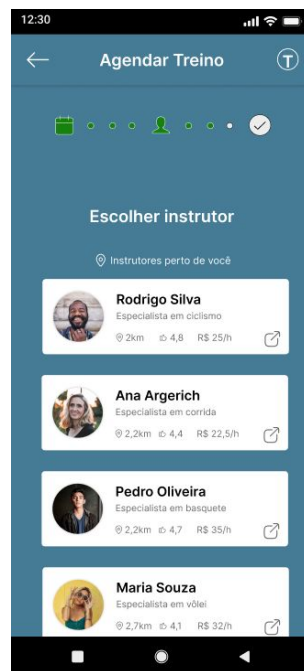 12:30
Agendar Treino
T
Escolher instrutor
Instrutores perto de você
Rodrigo Silva
Especialista em ciclismo
2km 4,8 R$ 25/h
Ana Argerich
Especialista em corrida
2,2km 4,4 R$ 22,5/h
Pedro Oliveira
Especialista em basquete
2,2km 4,7 R$ 35/h
Maria Souza
Especialista em vôlei
2,7km 4,1 R$ 32/h